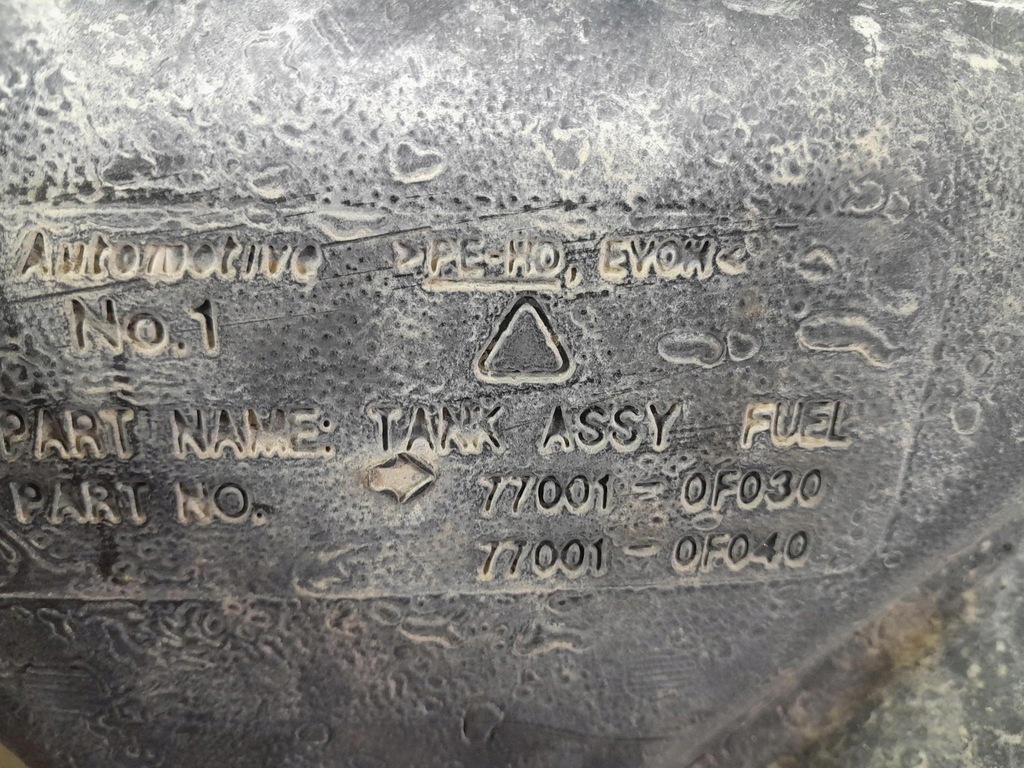 Automotive >PE-HD, EVOH<
No.1
PART NAME: TANK ASSY FUEL
PART NO. 77001-0F030
77001-0F040